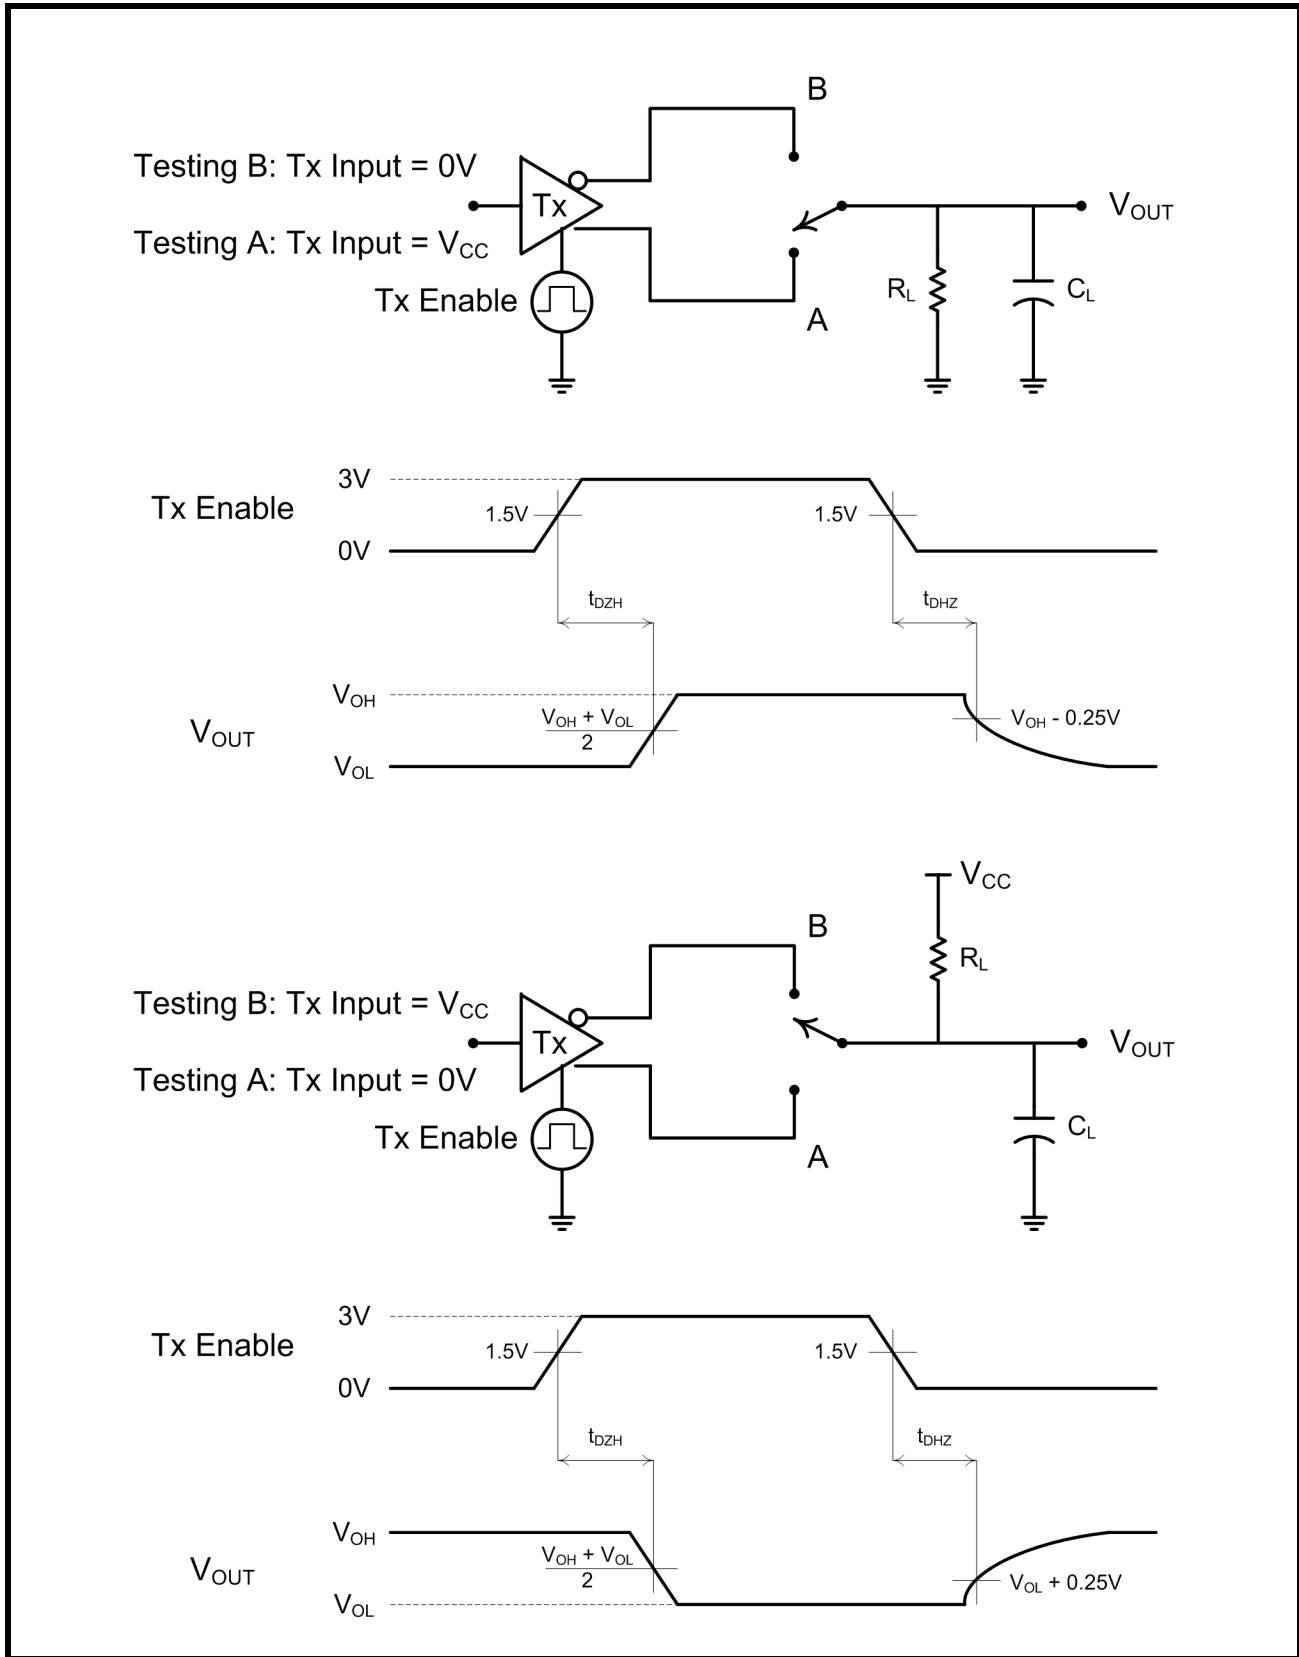 B
Testing B: Tx Input = 0V
Tx
V_OUT
Testing A: Tx Input = V_CC
Tx Enable
R_L
C_L
A
3V
Tx Enable
1.5V
1.5V
0V
t_DZH
t_DHZ
V_OH
V_OUT
V_OH + V_OL
2
V_OH - 0.25V
V_OL
V_CC
B
R_L
Testing B: Tx Input = V_CC
Tx
V_OUT
Testing A: Tx Input = 0V
Tx Enable
C_L
A
3V
Tx Enable
1.5V
1.5V
0V
t_DZH
t_DHZ
V_OH
V_OUT
V_OH + V_OL
2
V_OL + 0.25V
V_OL